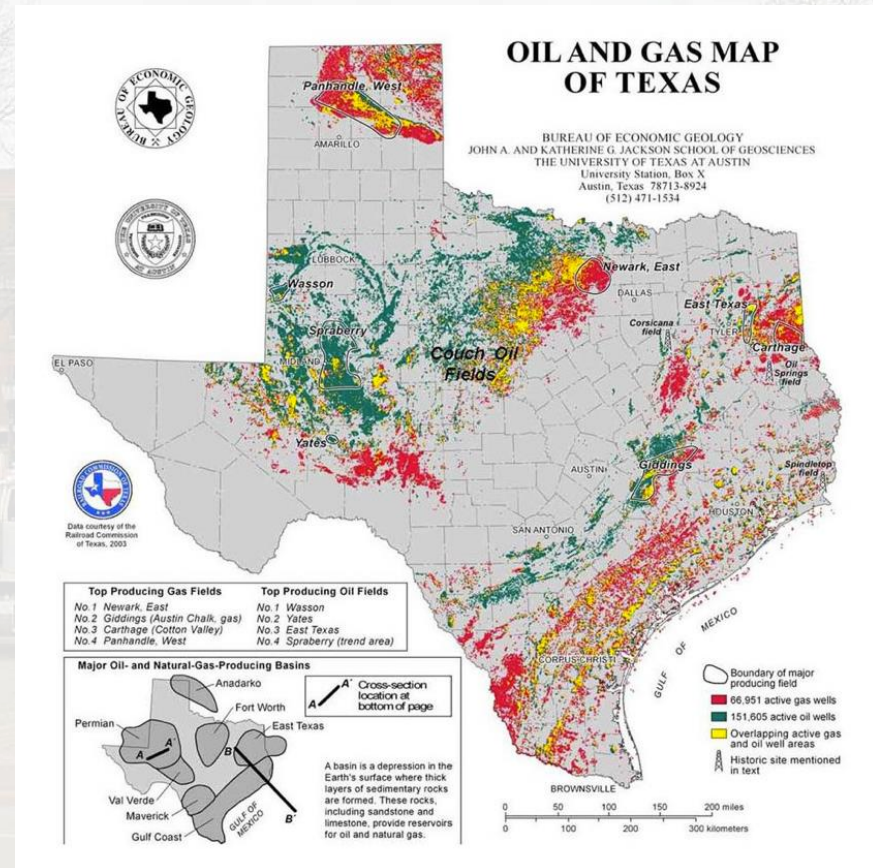 OIL AND GAS MAP
OF TEXAS
BUREAU OF ECONOMIC GEOLOGY
JOHN A. AND KATHERINE G. JACKSON SCHOOL OF GEOSCIENCES
THE UNIVERSITY OF TEXAS AT AUSTIN
University Station, Box X
Austin, Texas 78713-8924
(512) 471-1534
BUREAU OF ECONOMIC GEOLOGY
Panhandle, West
AMARILLO
LUBBOCK
Wasson
Spraberry
MIDLAND
Couch Oil
Fields
Newark, East
DALLAS
East Texas
TYLER
Corsicana
field
Carthage
Oil
Springs
field
EL PASO
Yates
AUSTIN
Giddings
Spindletop
field
HOUSTON
SAN ANTONIO
CORPUS CHRISTI
GULF OF MEXICO
BROWNSVILLE
Data courtesy of the
Railroad Commission
of Texas, 2003
Top Producing Gas Fields
No.1 Newark, East
No.2 Giddings (Austin Chalk, gas)
No.3 Carthage (Cotton Valley)
No.4 Panhandle, West
Top Producing Oil Fields
No.1 Wasson
No.2 Yates
No.3 East Texas
No.4 Spraberry (trend area)
Major Oil- and Natural-Gas-Producing Basins
Anadarko
A A' Cross-section
location at
bottom of page
Permian
Fort Worth
East Texas
A A'
B
Val Verde
Maverick
Gulf Coast
GULF OF
MEXICO
B'
A basin is a depression in the
Earth's surface where thick
layers of sedimentary rocks
are formed. These rocks,
including sandstone and
limestone, provide reservoirs
for oil and natural gas.
Boundary of major
producing field
66,951 active gas wells
151,605 active oil wells
Overlapping active gas
and oil well areas
Historic site mentioned
in text
0 50 100 150 200 miles
0 100 200 300 kilometers